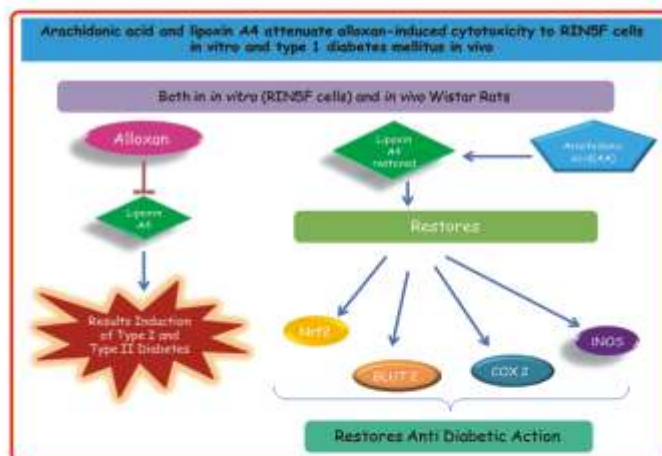 Arachidonic acid and lipoxin A4 attenuate alloxan-induced cytotoxicity to RIN5F cells
in vitro and type 1 diabetes mellitus in vivo
Both in in vitro (RIN5F cells) and in vivo Wistar Rats
Alloxan
Lipoxin
A4
Results Induction
of Type I and
Type II Diabetes
Lipoxin
A4
restored
Arachidonic
acid(AA)
Restores
Nrf2
GLUT 2
COX 2
iNOS
Restores Anti Diabetic Action